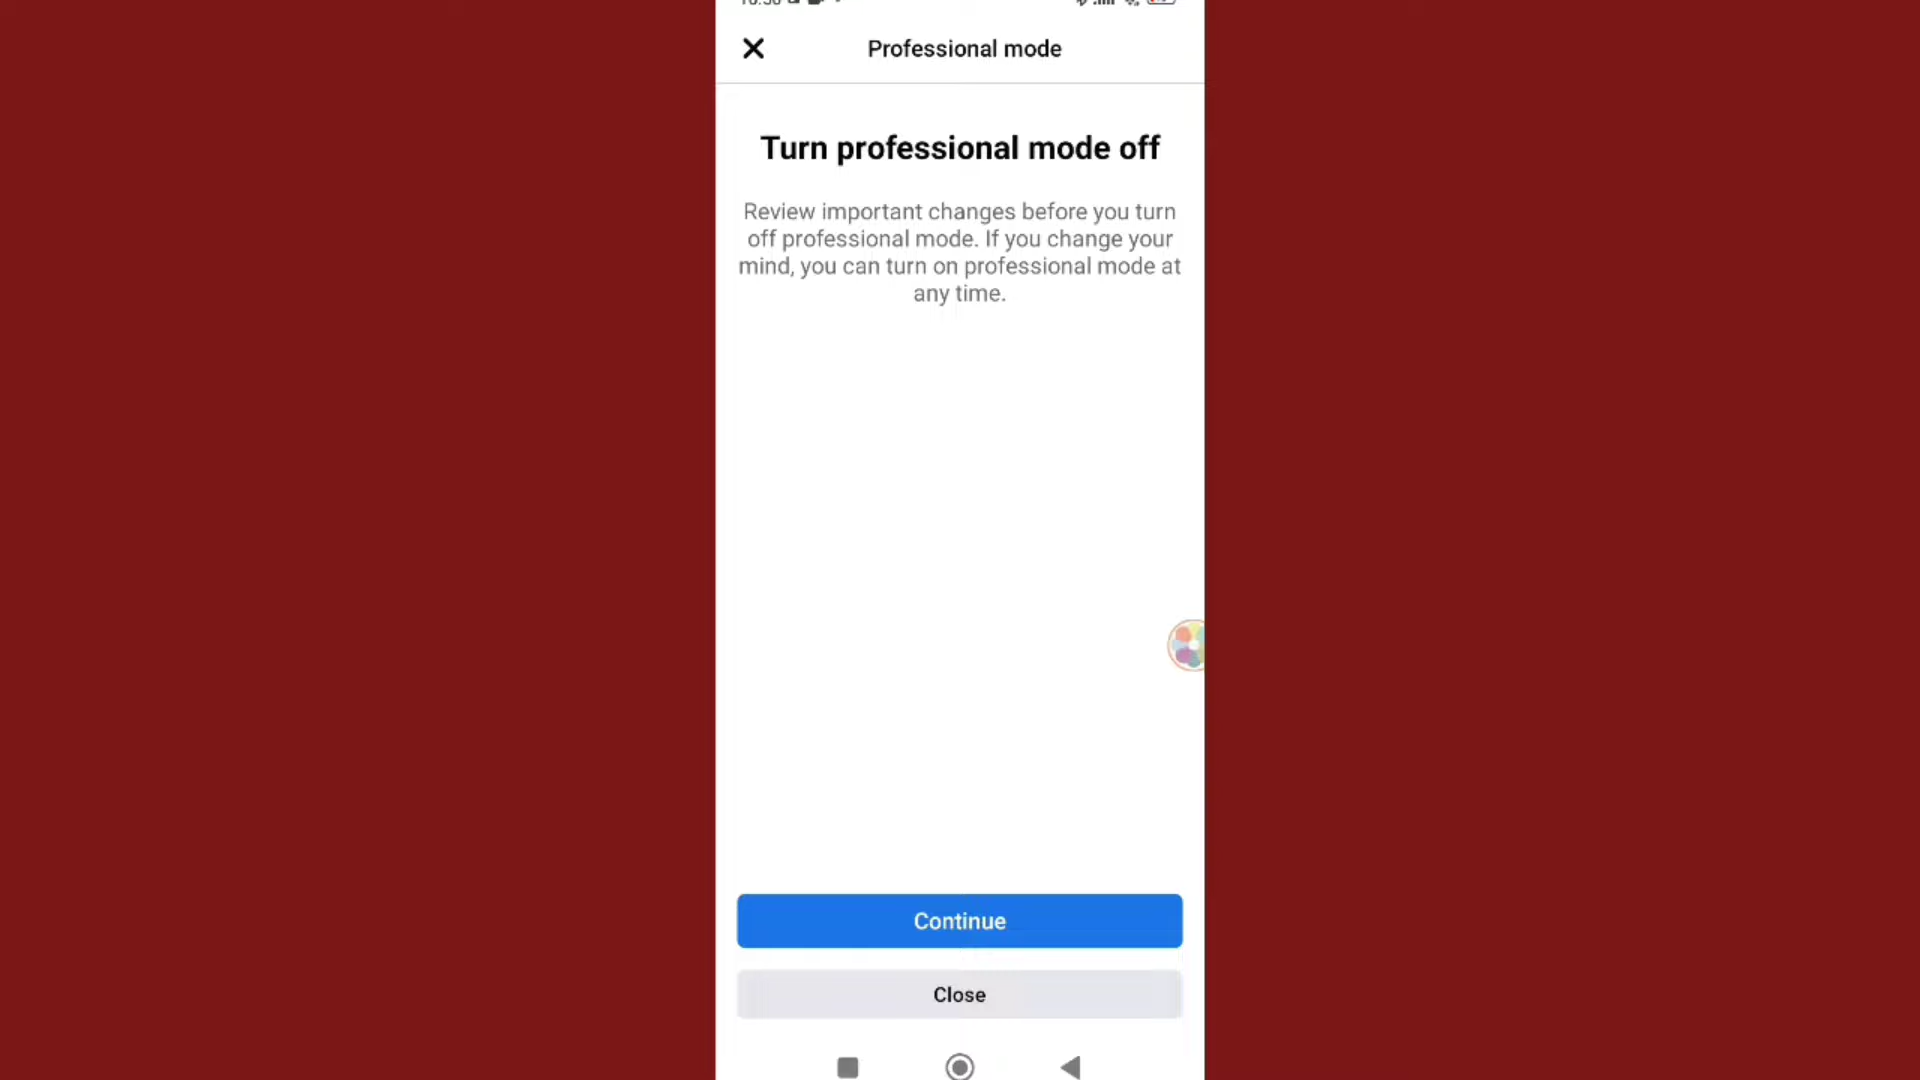 Professional mode
Turn professional mode off
Review important changes before you turn
off professional mode. If you change your
mind, you can turn on professional mode at
any time.
Continue
Close